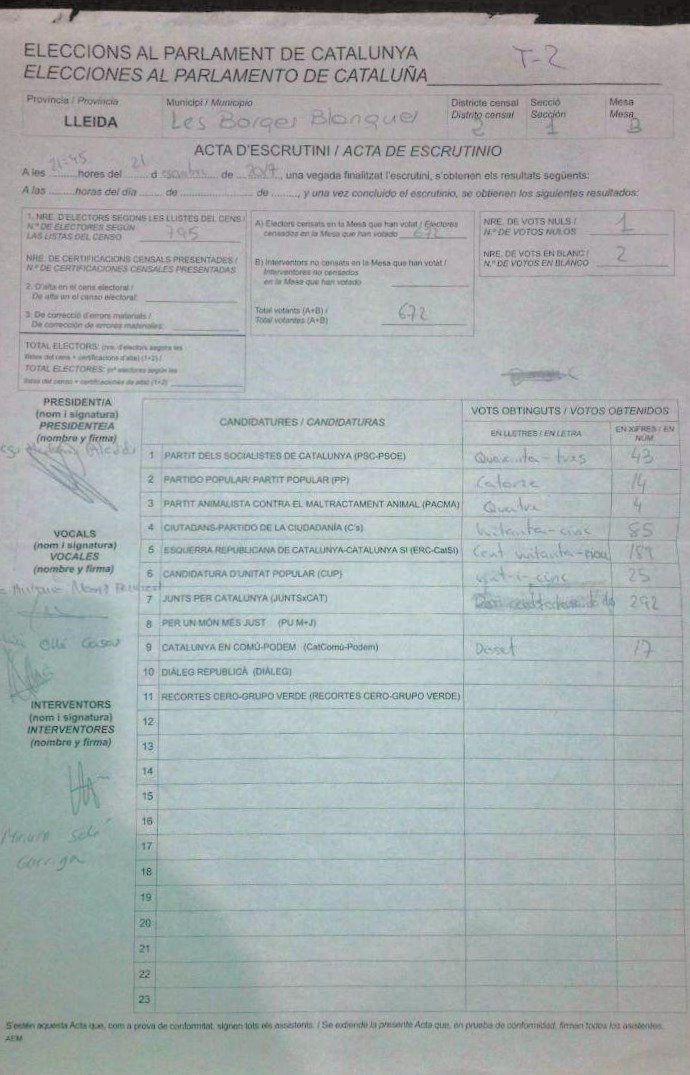 T-2
ELECCIONS AL PARLAMENT DE CATALUNYA
ELECCIONES AL PARLAMENTO DE CATALUÑA
Província / Provincia
LLEIDA
Municipi / Municipio
Les Borges Blanques
Districte censal
Distrito censal
2
Secció
Sección
1
Mesa
Mesa
B
ACTA D'ESCRUTINI / ACTA DE ESCRUTINIO
A les 21:45 hores del 21 d de 2017, una vegada finalitzat l'escrutini, s'obtenen els resultats següents:
A las ......... horas del día ...... de ............... de ........, y una vez concluido el escrutinio, se obtienen los siguientes resultados:
1. NRE. D'ELECTORS SEGONS LES LLISTES DEL CENS /
N.º DE ELECTORES SEGÚN
LAS LISTAS DEL CENSO 795
NRE. DE CERTIFICACIONS CENSALS PRESENTADES /
N.º DE CERTIFICACIONES CENSALES PRESENTADAS
2. D'alta en el cens electoral /
De alta en el censo electoral:
3. De correcció d'errors materials /
De corrección de errores materiales:
TOTAL ELECTORS: (nre. d'electors segons les
llistes del cens + certificacions d'alta) (1+2) /
TOTAL ELECTORES: (nº electores según las
listas del censo + certificaciones de alta) (1+2)
A) Electors censats en la Mesa que han votat / Electores
censados en la Mesa que han votado 672
B) Interventors no censats en la Mesa que han votat /
Interventores no censados
en la Mesa que han votado
Total votants (A+B) /
Total votantes (A+B) 672
NRE. DE VOTS NULS /
N.º DE VOTOS NULOS 1
NRE. DE VOTS EN BLANC /
N.º DE VOTOS EN BLANCO 2
PRESIDENT/A
(nom i signatura)
PRESIDENTE/A
(nombre y firma)
VOCALS
(nom i signatura)
VOCALES
(nombre y firma)
INTERVENTORS
(nom i signatura)
INTERVENTORES
(nombre y firma)
CANDIDATURES / CANDIDATURAS
VOTS OBTINGUTS / VOTOS OBTENIDOS
EN LLETRES / EN LETRA
EN XIFRES / EN NÚM.
1 PARTIT DELS SOCIALISTES DE CATALUNYA (PSC-PSOE) Quaranta-tres 43
2 PARTIDO POPULAR/ PARTIT POPULAR (PP) Catorze 14
3 PARTIT ANIMALISTA CONTRA EL MALTRACTAMENT ANIMAL (PACMA) Quatre 4
4 CIUTADANS-PARTIDO DE LA CIUDADANÍA (C's) Vuitanta-cinc 85
5 ESQUERRA REPUBLICANA DE CATALUNYA-CATALUNYA SÍ (ERC-CatSí) Cent vuitanta-nou 189
6 CANDIDATURA D'UNITAT POPULAR (CUP) vint-i-cinc 25
7 JUNTS PER CATALUNYA (JUNTSxCAT) 292
8 PER UN MÓN MÉS JUST (PU M+J)
9 CATALUNYA EN COMÚ-PODEM (CatComú-Podem) Disset 17
10 DIÀLEG REPUBLICÀ (DIÀLEG)
11 RECORTES CERO-GRUPO VERDE (RECORTES CERO-GRUPO VERDE)
12
13
14
15
16
17
18
19
20
21
22
23
S'estén aquesta Acta que, com a prova de conformitat, signen tots els assistents. / Se extiende la presente Acta que, en prueba de conformidad, firman todos los asistentes.
AEM